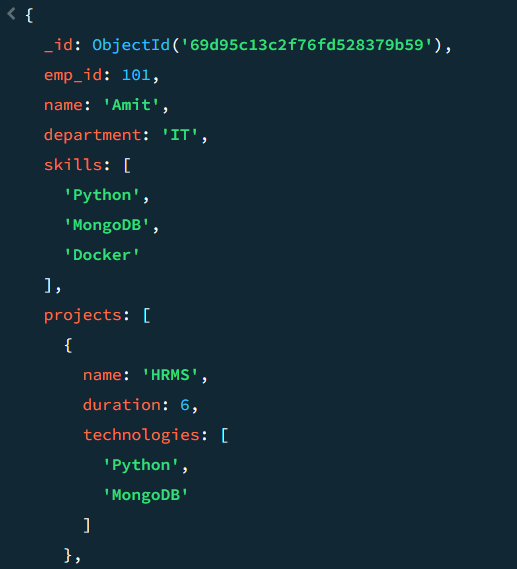 {
_id: ObjectId('69d95c13c2f76fd528379b59'),
emp_id: 101,
name: 'Amit',
department: 'IT',
skills: [
'Python',
'MongoDB',
'Docker'
],
projects: [
{
name: 'HRMS',
duration: 6,
technologies: [
'Python',
'MongoDB'
]
},